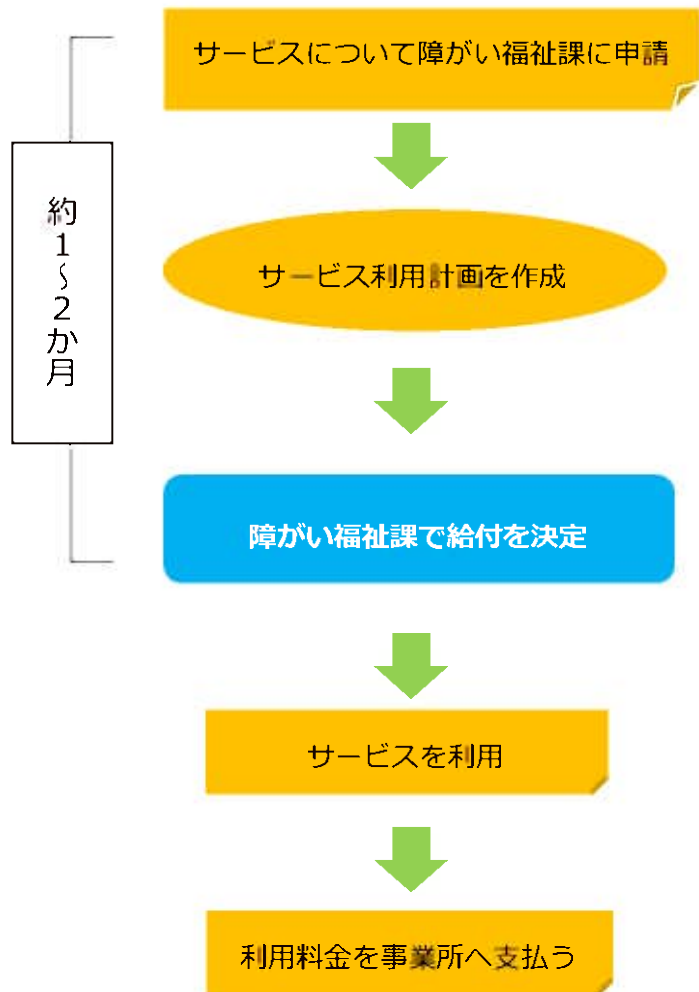 サービスについて障がい福祉課に申請
約1～2か月
サービス利用計画を作成
障がい福祉課で給付を決定
サービスを利用
利用料金を事業所へ支払う